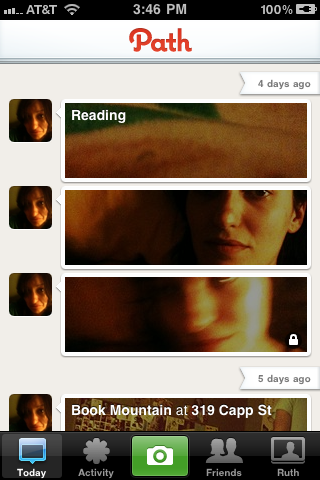 AT&T 3:46 PM 100%
Path
4 days ago
Reading
5 days ago
Book Mountain at 319 Capp St
Today Activity Friends Ruth